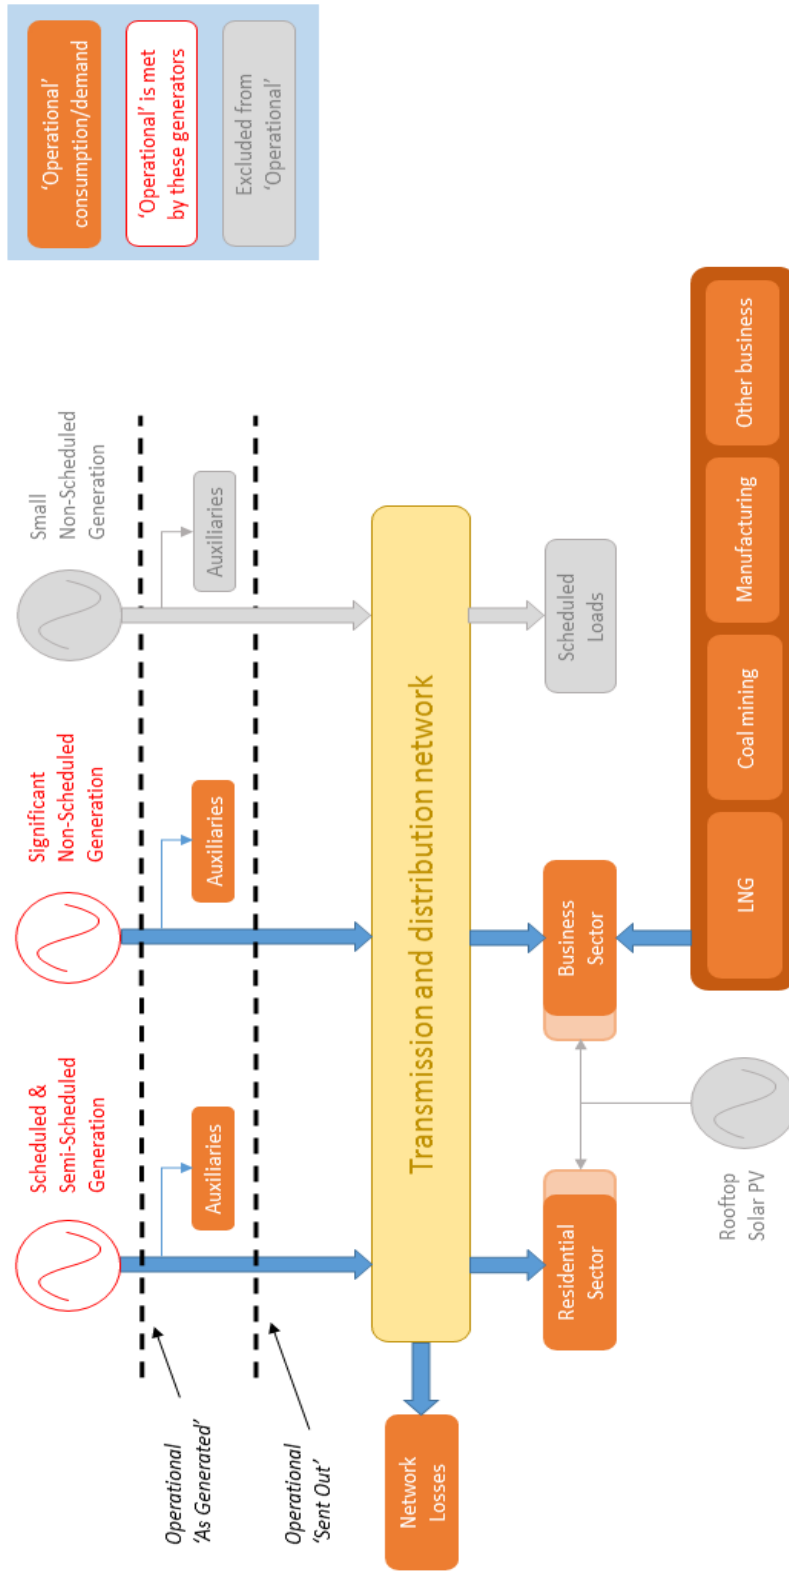 Scheduled &
Semi-Scheduled
Generation
Significant
Non-Scheduled
Generation
Small
Non-Scheduled
Generation
‘Operational’
consumption/demand
‘Operational’ is met
by these generators
Excluded from
‘Operational’
Operational
‘As Generated’
Auxiliaries
Auxiliaries
Auxiliaries
Operational
‘Sent Out’
Transmission and distribution network
Network
Losses
Residential
Sector
Business
Sector
Scheduled
Loads
Rooftop
Solar PV
LNG
Coal mining
Manufacturing
Other business